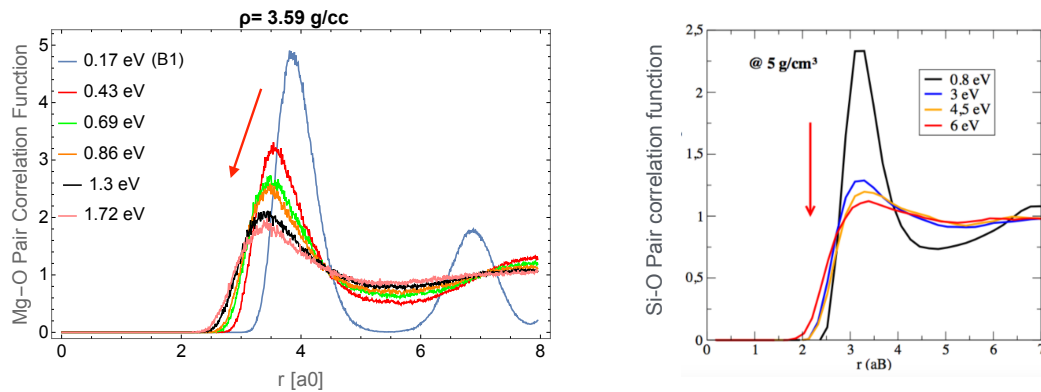 ρ= 3.59 g/cc
Mg-O Pair Correlation Function
5
4
3
2
1
0
0.17 eV (B1)
0.43 eV
0.69 eV
0.86 eV
1.3 eV
1.72 eV
0 2 4 6 8
r [a0]
Si-O Pair correlation function
2,5
2
1,5
1
0,5
0
@ 5 g/cm³
0.8 eV
3 eV
4,5 eV
6 eV
0 1 2 3 4 5 6 7
r (aB)